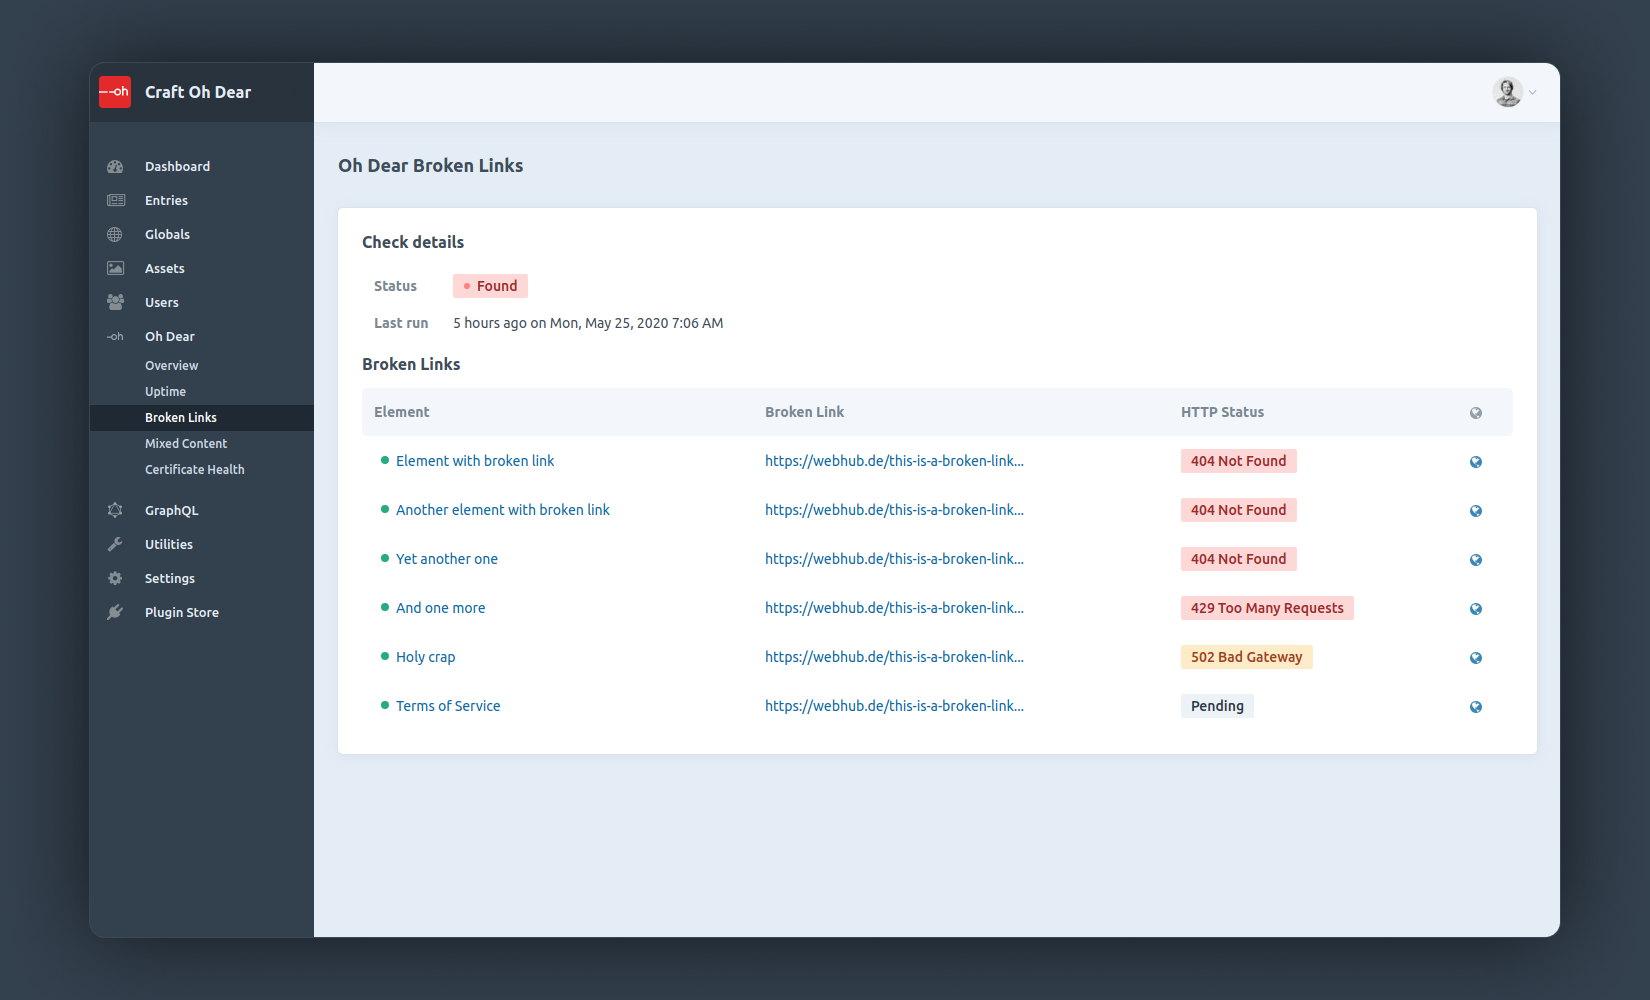 oh Craft Oh Dear
Dashboard
Entries
Globals
Assets
Users
oh Oh Dear
Overview
Uptime
Broken Links
Mixed Content
Certificate Health
GraphQL
Utilities
Settings
Plugin Store
Oh Dear Broken Links
Check details
Status Found
Last run 5 hours ago on Mon, May 25, 2020 7:06 AM
Broken Links
Element Broken Link HTTP Status
Element with broken link https://webhub.de/this-is-a-broken-link... 404 Not Found
Another element with broken link https://webhub.de/this-is-a-broken-link... 404 Not Found
Yet another one https://webhub.de/this-is-a-broken-link... 404 Not Found
And one more https://webhub.de/this-is-a-broken-link... 429 Too Many Requests
Holy crap https://webhub.de/this-is-a-broken-link... 502 Bad Gateway
Terms of Service https://webhub.de/this-is-a-broken-link... Pending